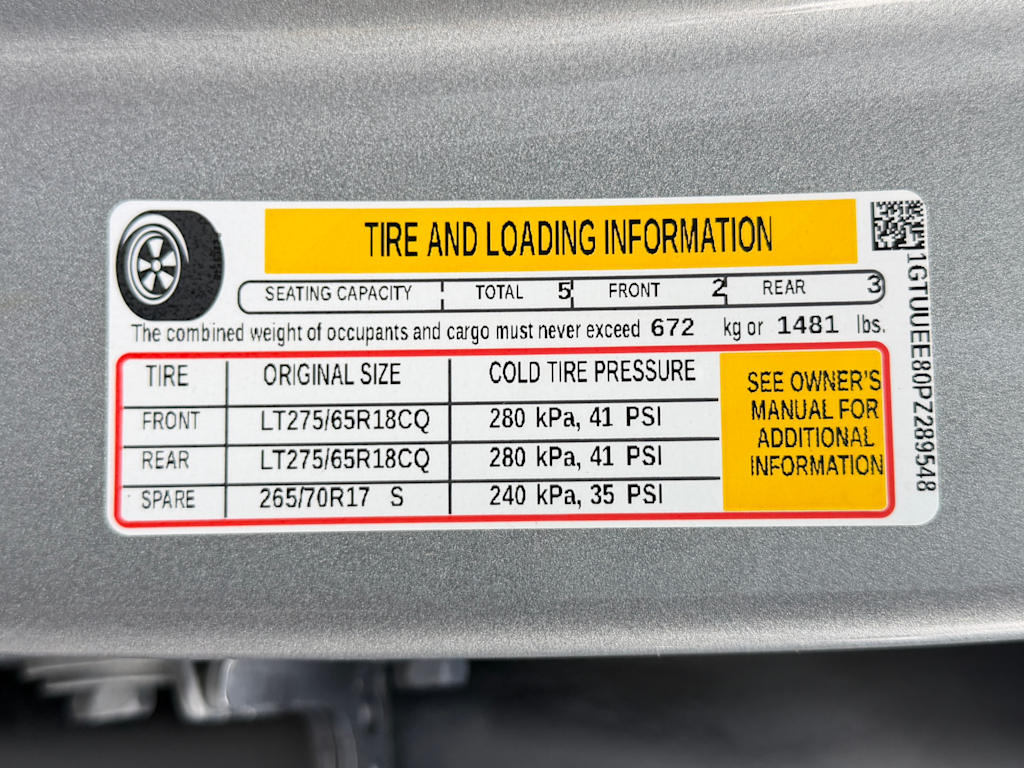 TIRE AND LOADING INFORMATION
SEATING CAPACITY TOTAL 5 FRONT 2 REAR 3
The combined weight of occupants and cargo must never exceed 672 kg or 1481 lbs.
TIRE ORIGINAL SIZE COLD TIRE PRESSURE
FRONT LT275/65R18CQ 280 kPa, 41 PSI
REAR LT275/65R18CQ 280 kPa, 41 PSI
SPARE 265/70R17 S 240 kPa, 35 PSI
SEE OWNER'S
MANUAL FOR
ADDITIONAL
INFORMATION
1GTUUEE80PZ289548